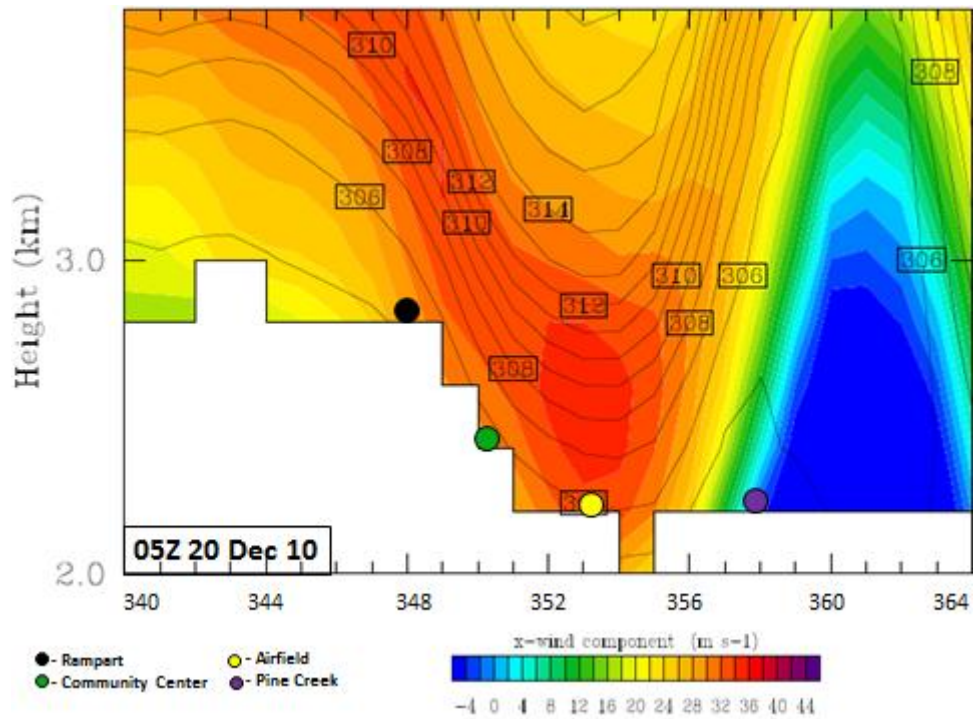 310
308
308
312
306
314
310
3.0
310
306
306
312
308
308
Height (km)
05Z 20 Dec 10
2.0
340 344 348 352 356 360 364
x-wind component (m s-1)
- Rampart - Airfield
- Community Center - Pine Creek
-4 0 4 8 12 16 20 24 28 32 36 40 44